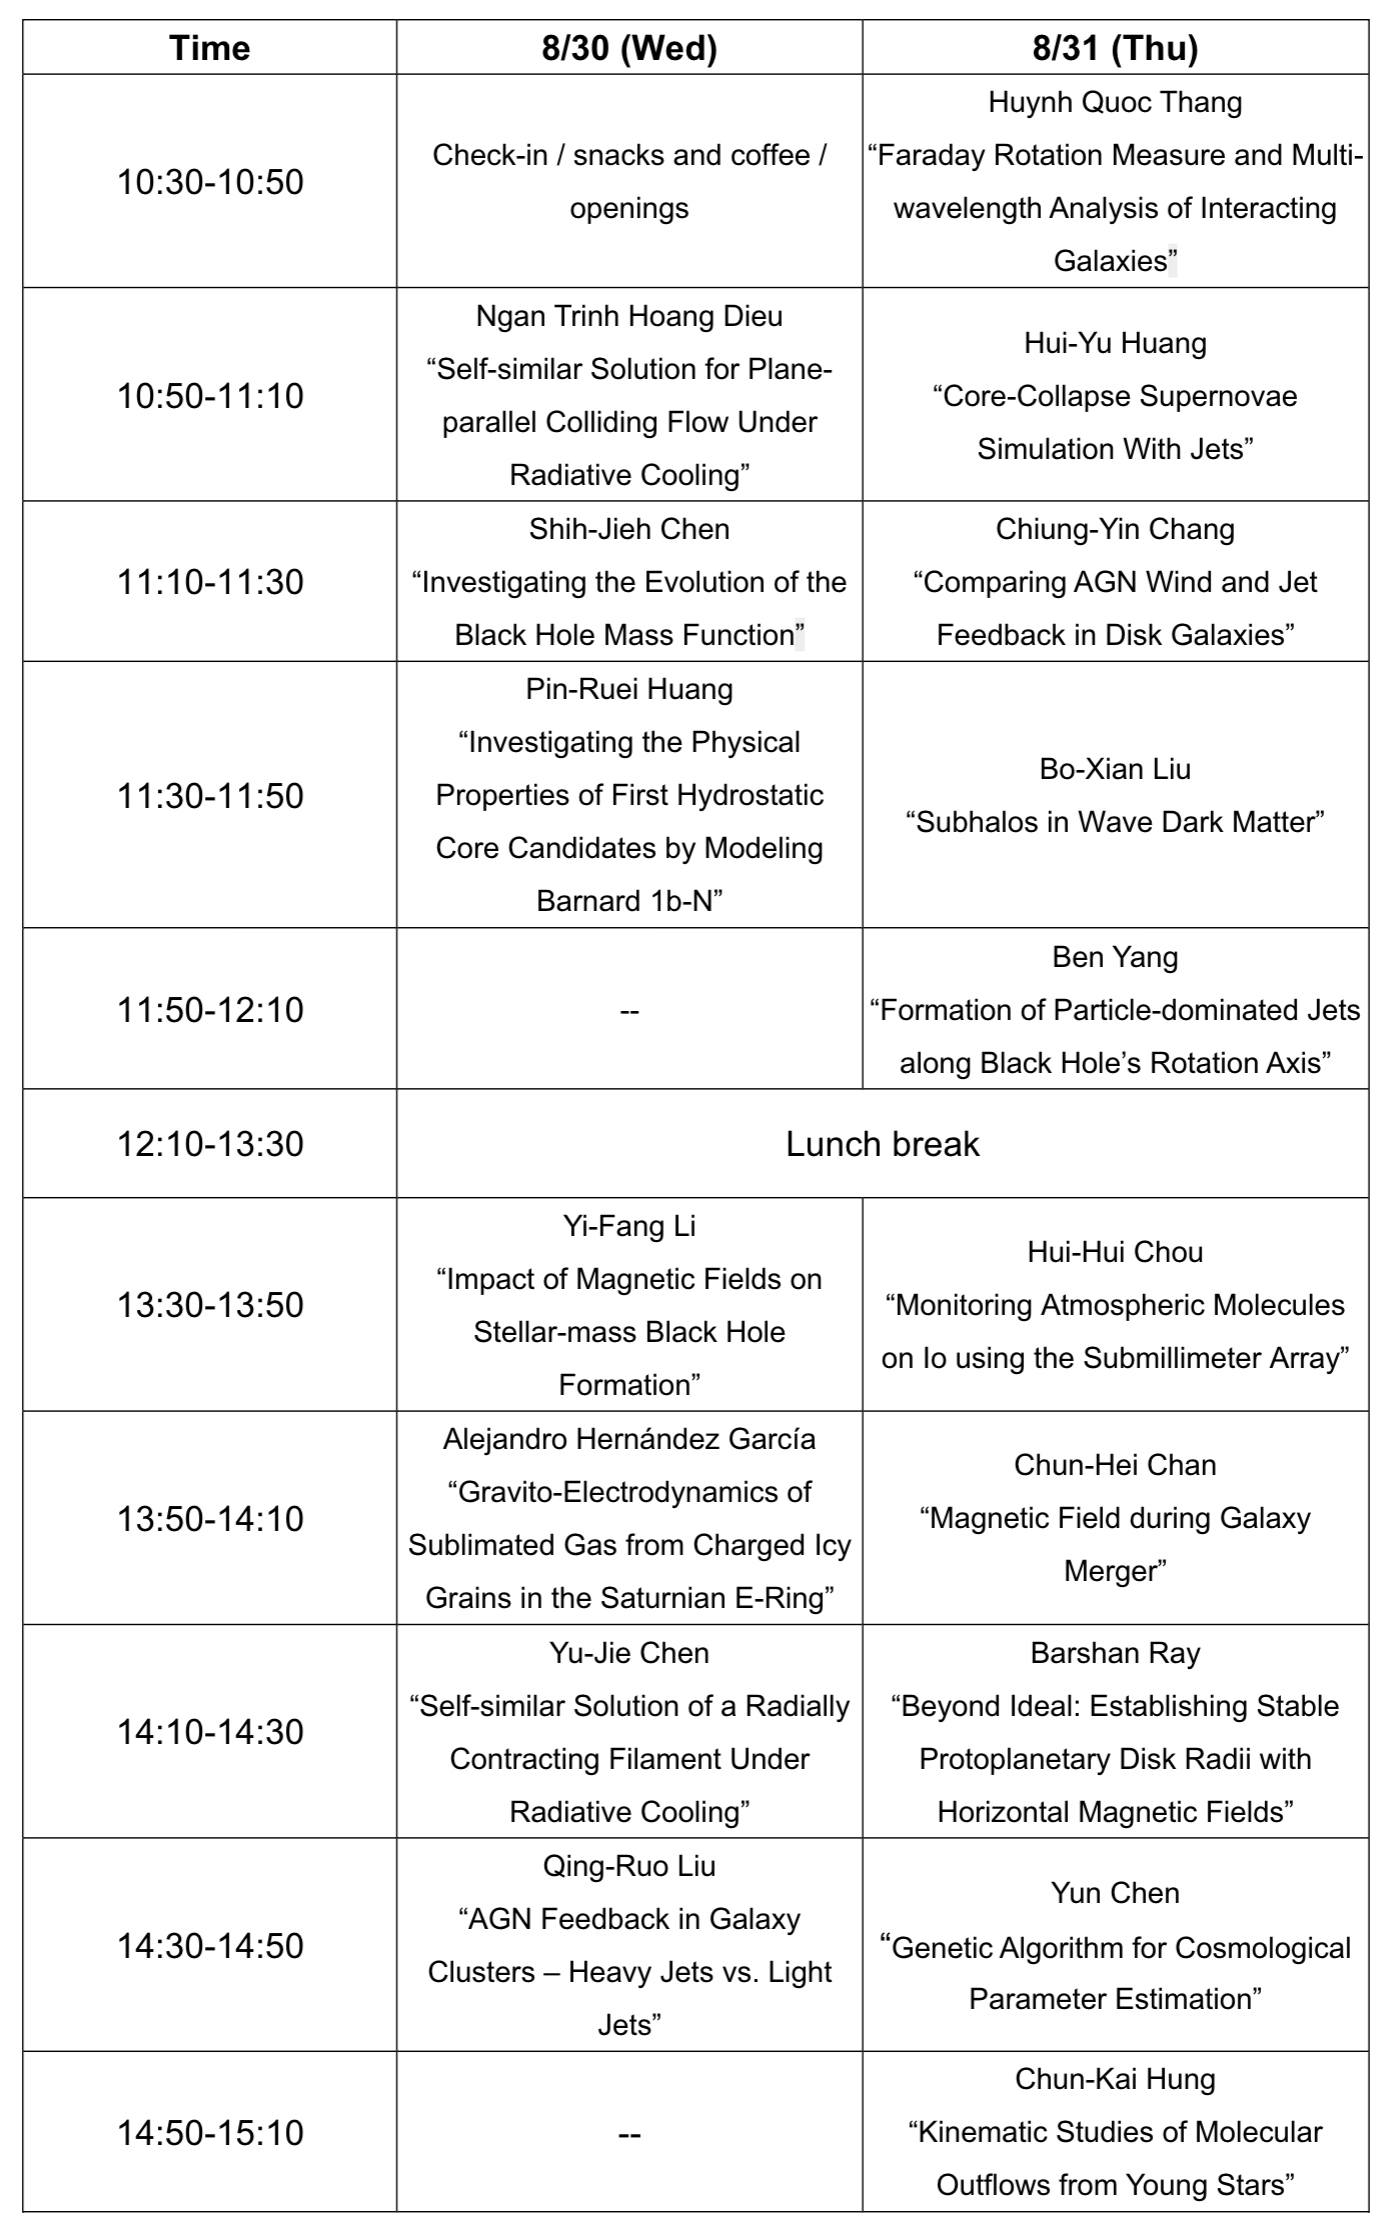 Time
8/30 (Wed)
8/31 (Thu)
10:30-10:50
Check-in / snacks and coffee /
openings
Huynh Quoc Thang
“Faraday Rotation Measure and Multi-
wavelength Analysis of Interacting
Galaxies”
10:50-11:10
Ngan Trinh Hoang Dieu
“Self-similar Solution for Plane-
parallel Colliding Flow Under
Radiative Cooling”
Hui-Yu Huang
“Core-Collapse Supernovae
Simulation With Jets”
11:10-11:30
Shih-Jieh Chen
“Investigating the Evolution of the
Black Hole Mass Function”
Chiung-Yin Chang
“Comparing AGN Wind and Jet
Feedback in Disk Galaxies”
11:30-11:50
Pin-Ruei Huang
“Investigating the Physical
Properties of First Hydrostatic
Core Candidates by Modeling
Barnard 1b-N”
Bo-Xian Liu
“Subhalos in Wave Dark Matter”
11:50-12:10
--
Ben Yang
“Formation of Particle-dominated Jets
along Black Hole’s Rotation Axis”
12:10-13:30
Lunch break
13:30-13:50
Yi-Fang Li
“Impact of Magnetic Fields on
Stellar-mass Black Hole
Formation”
Hui-Hui Chou
“Monitoring Atmospheric Molecules
on Io using the Submillimeter Array”
13:50-14:10
Alejandro Hernández García
“Gravito-Electrodynamics of
Sublimated Gas from Charged Icy
Grains in the Saturnian E-Ring”
Chun-Hei Chan
“Magnetic Field during Galaxy
Merger”
14:10-14:30
Yu-Jie Chen
“Self-similar Solution of a Radially
Contracting Filament Under
Radiative Cooling”
Barshan Ray
“Beyond Ideal: Establishing Stable
Protoplanetary Disk Radii with
Horizontal Magnetic Fields”
14:30-14:50
Qing-Ruo Liu
“AGN Feedback in Galaxy
Clusters – Heavy Jets vs. Light
Jets”
Yun Chen
“Genetic Algorithm for Cosmological
Parameter Estimation”
14:50-15:10
--
Chun-Kai Hung
“Kinematic Studies of Molecular
Outflows from Young Stars”